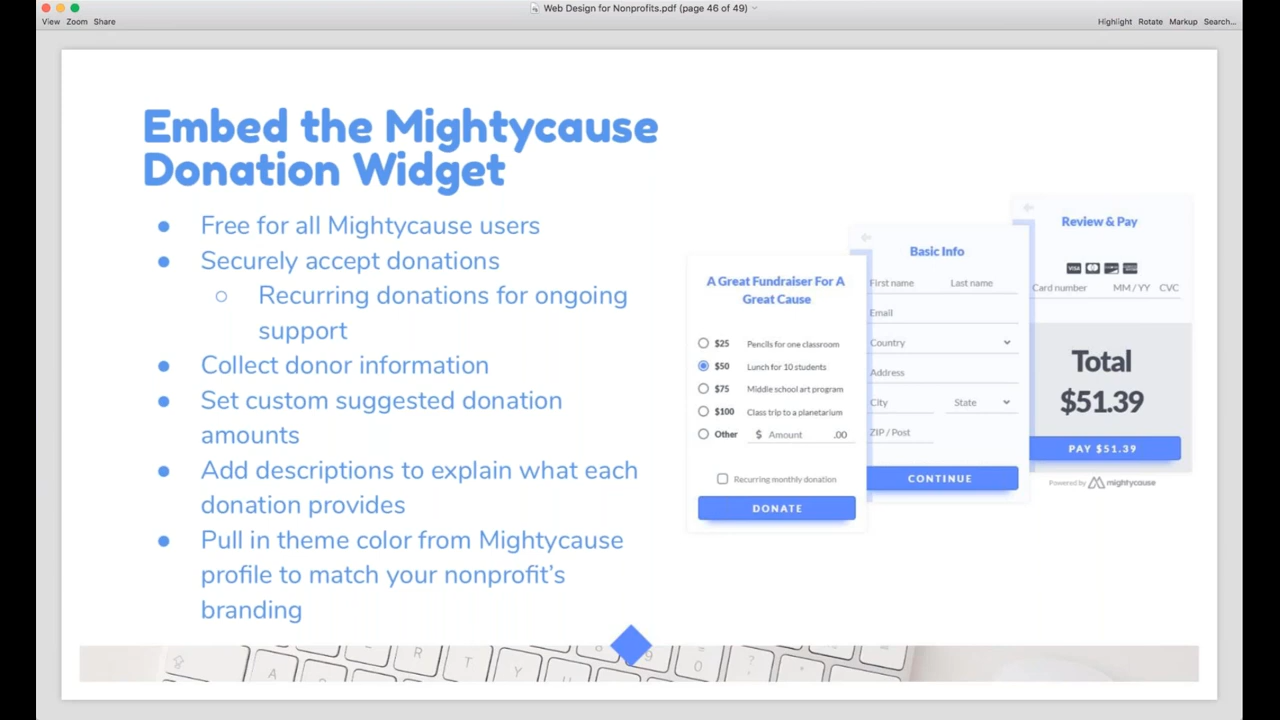 Web Design for Nonprofits.pdf (page 46 of 49)
View Zoom Share
Highlight Rotate Markup Search...
Embed the Mightycause
Donation Widget
● Free for all Mightycause users
● Securely accept donations
○ Recurring donations for ongoing
support
● Collect donor information
● Set custom suggested donation
amounts
● Add descriptions to explain what each
donation provides
● Pull in theme color from Mightycause
profile to match your nonprofit’s
branding
A Great Fundraiser For A
Great Cause
$25 Pencils for one classroom
$50 Lunch for 10 students
$75 Middle school art program
$100 Class trip to a planetarium
Other $ Amount .00
Recurring monthly donation
DONATE
Basic Info
First name Last name
Email
Country
Address
City State
ZIP / Post
CONTINUE
Review & Pay
VISA
Card number MM / YY CVC
Total
$51.39
PAY $51.39
Powered by mightycause
R T Y 8 9 0 ?
A